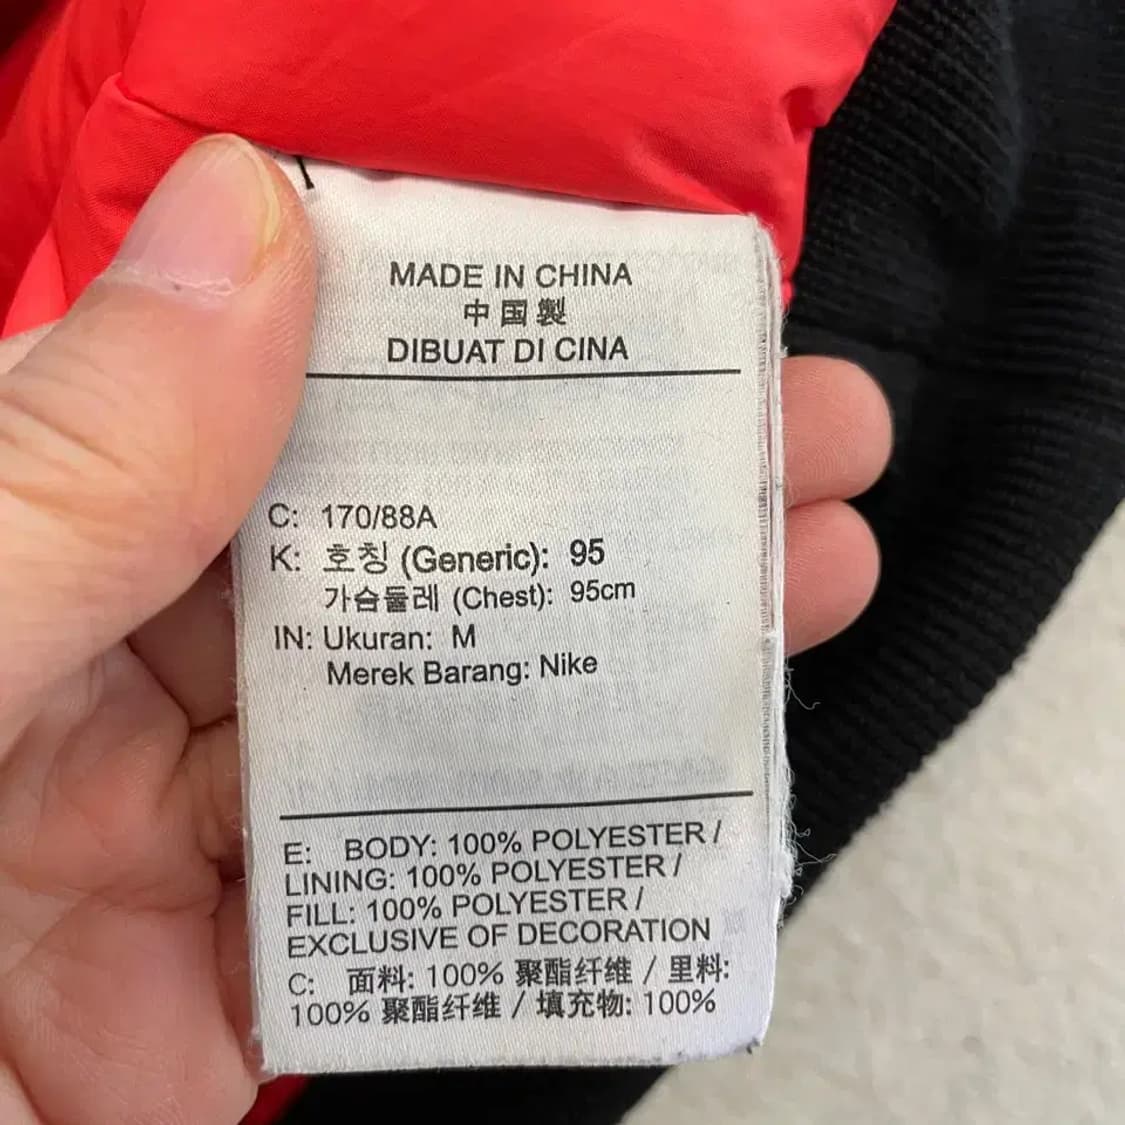 MADE IN CHINA
中国製
DIBUAT DI CINA
C: 170/88A
K: 호칭 (Generic): 95
가슴둘레 (Chest): 95cm
IN: Ukuran: M
Merek Barang: Nike
E: BODY: 100% POLYESTER /
LINING: 100% POLYESTER /
FILL: 100% POLYESTER /
EXCLUSIVE OF DECORATION
C: 面料: 100% 聚酯纤维 / 里料:
100% 聚酯纤维 / 填充物: 100%